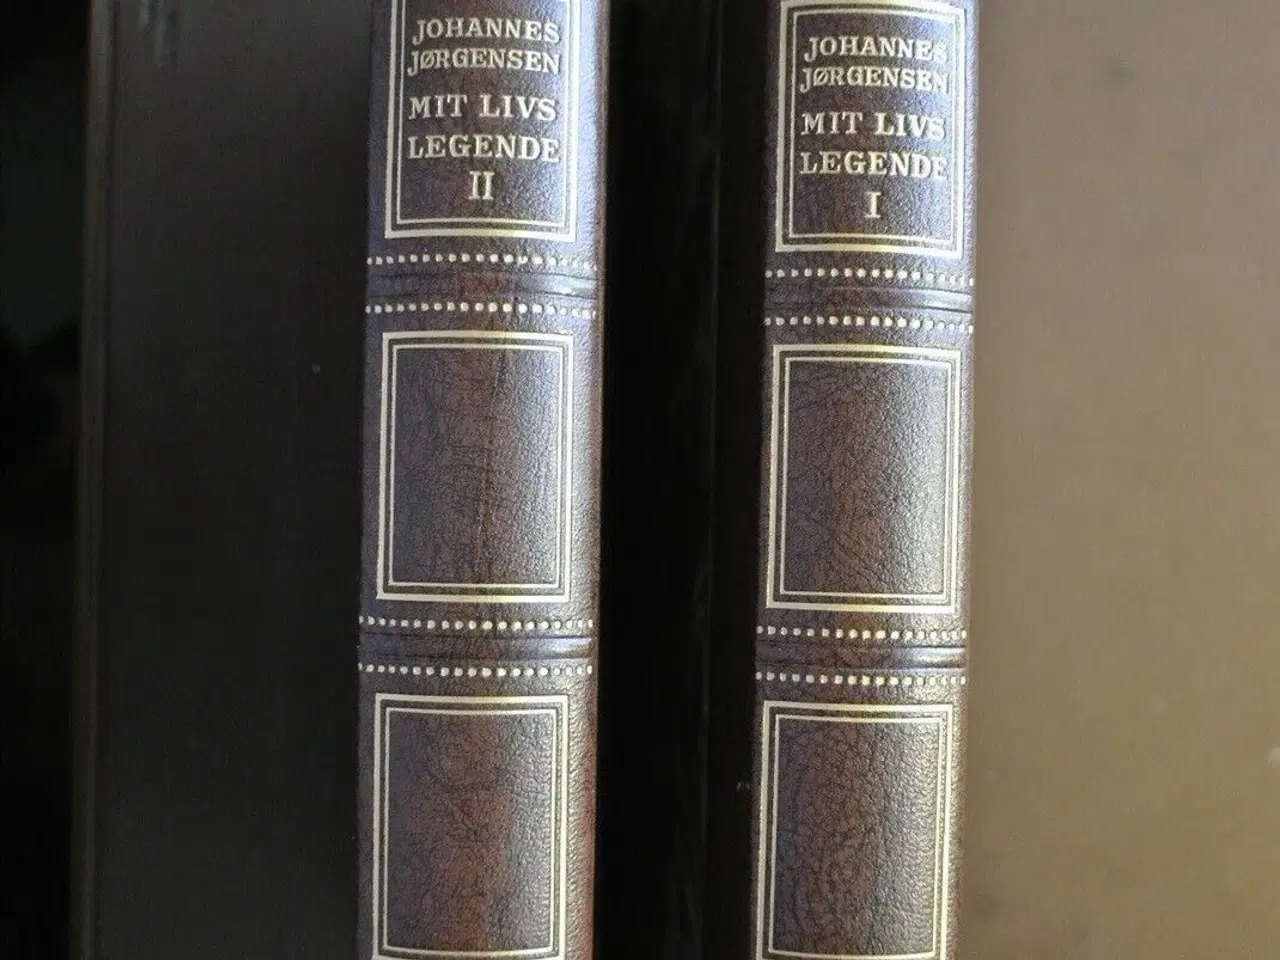 JOHANNES
JØRGENSEN
MIT LIVS
LEGENDE
II
JOHANNES
JØRGENSEN
MIT LIVS
LEGENDE
I